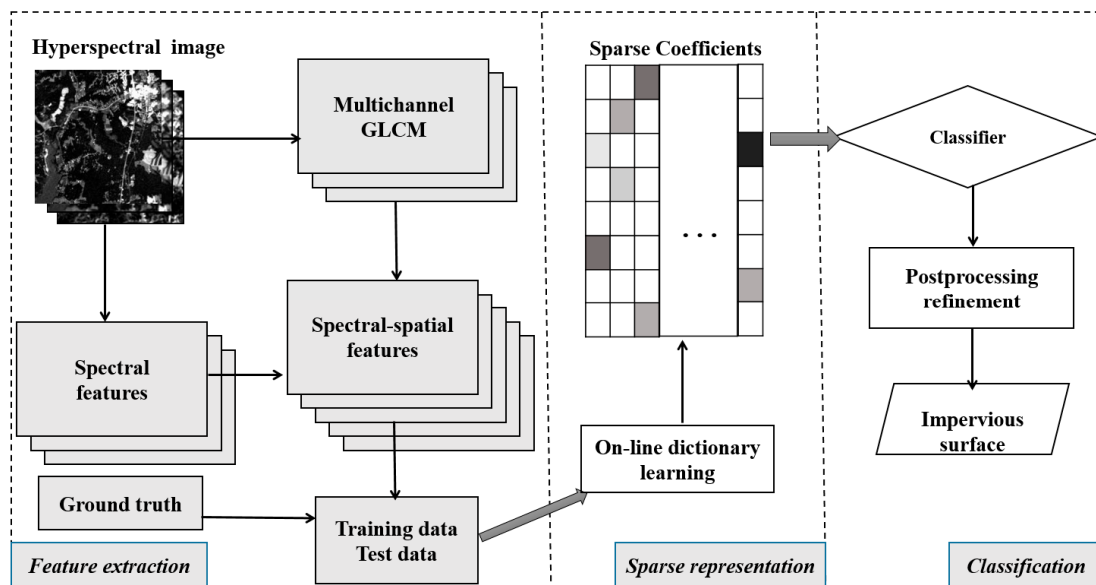 Hyperspectral image
Multichannel
GLCM
Spectral features
Spectral-spatial
features
Ground truth
Training data
Test data
Feature extraction
Sparse Coefficients
...
On-line dictionary
learning
Sparse representation
Classifier
Postprocessing
refinement
Impervious
surface
Classification